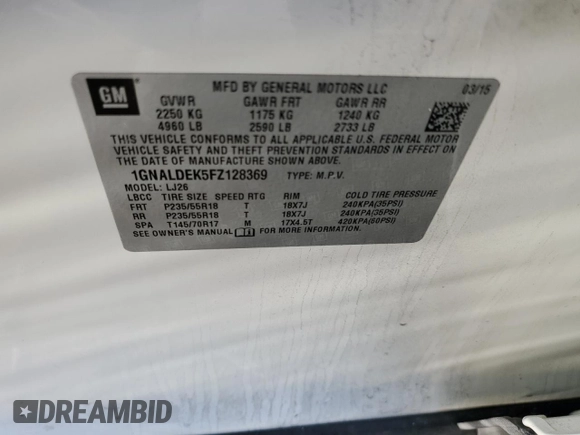 GM
MFD BY GENERAL MOTORS LLC 03/15
GVWR GAWR FRT GAWR RR
2250 KG 1175 KG 1240 KG
4960 LB 2590 LB 2733 LB
THIS VEHICLE CONFORMS TO ALL APPLICABLE U.S. FEDERAL MOTOR
VEHICLE SAFETY AND THEFT PREVENTION STANDARDS IN EFFECT ON
THE DATE OF MANUFACTURE SHOWN ABOVE.
1GNALDEK5FZ128369 TYPE: M.P.V.
MODEL: LJ26
LBCC TIRE SIZE SPEED RTG RIM COLD TIRE PRESSURE
FRT P235/55R18 T 18X7J 240KPA(35PSI)
RR P235/55R18 T 18X7J 240KPA(35PSI)
SPA T145/70R17 M 17X4.5T 420KPA(60PSI)
SEE OWNER'S MANUAL FOR MORE INFORMATION.
DREAMBID